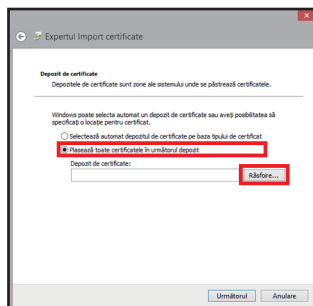 Expertul Import certificate
Depozit de certificate
Depozitele de certificate sunt zone ale sistemului unde se păstrează certificatele.
Windows poate selecta automat un depozit de certificate sau aveți posibilitatea să
specificați o locație pentru certificat.
Selectează automat depozitul de certificate pe baza tipului de certificat
Plasează toate certificatele în următorul depozit
Depozit de certificate:
Răsfoire...
Următorul Anulare